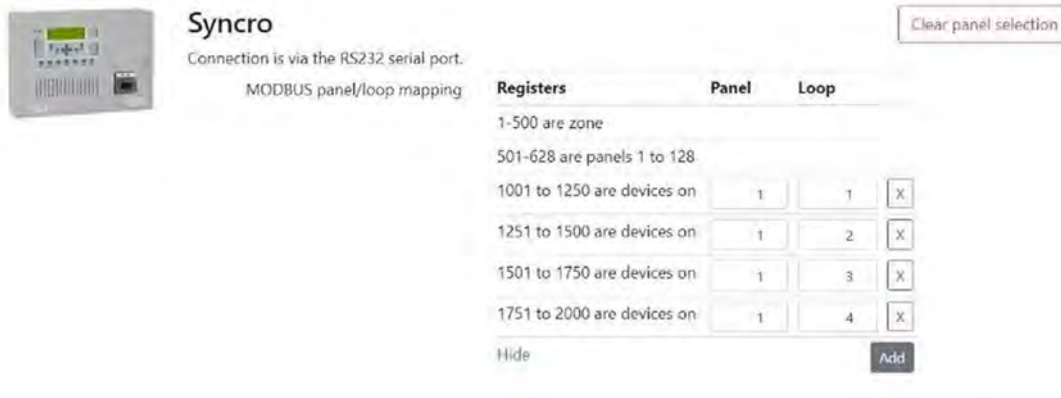 Syncro
Clear panel selection
Connection is via the RS232 serial port.
MODBUS panel/loop mapping
Registers Panel Loop
1-500 are zone
501-628 are panels 1 to 128
1001 to 1250 are devices on 1 1 X
1251 to 1500 are devices on 1 2 X
1501 to 1750 are devices on 1 3 X
1751 to 2000 are devices on 1 4 X
Hide Add